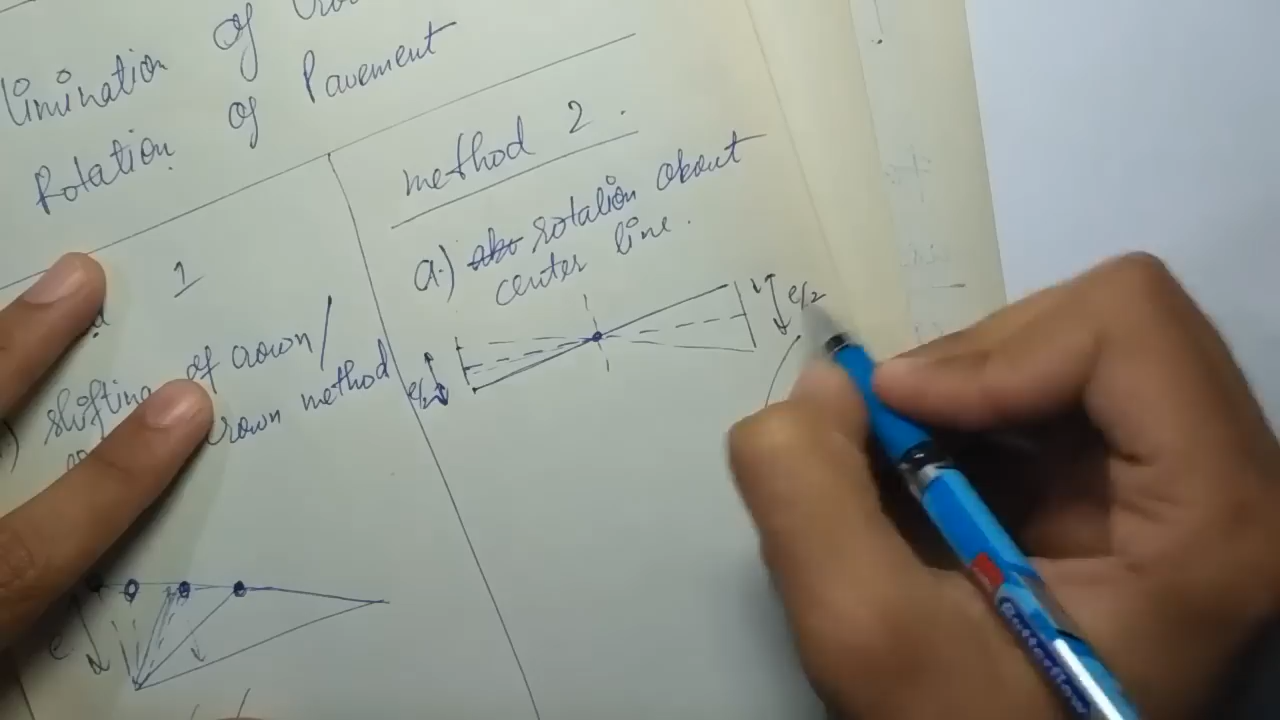 limination of
Rotation of Pavement
method 2.
a.) rotation about
center line.
e/2
e/2
1
shifting of crown/
crown method
e
Butterflow